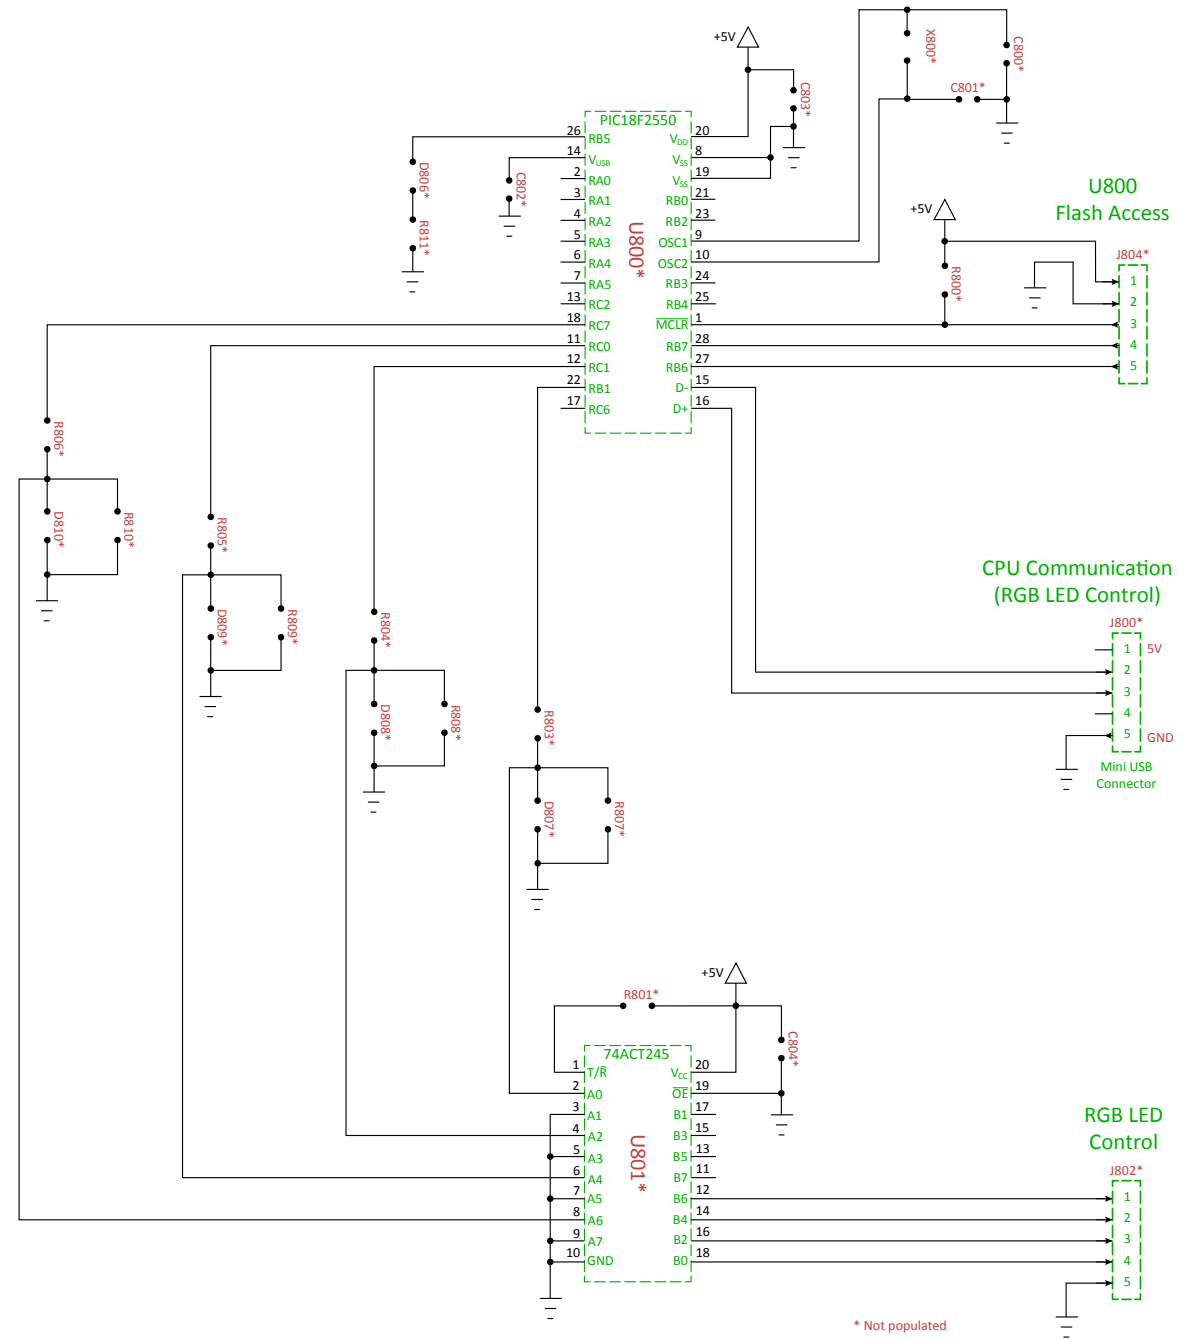 +5V
X800*
C800*
C801*
C803*
PIC18F2550
26 RB5 VDD 20
14 VUSB VSS 8
2 RA0 VSS 19
3 RA1 RB0 21
4 RA2 RB2 23
5 RA3 OSC1 9
6 RA4 OSC2 10
7 RA5 RB3 24
13 RC2 RB4 25
18 RC7 MCLR 1
11 RC0 RB7 28
12 RC1 RB6 27
22 RB1 D- 15
17 RC6 D+ 16
U800*
D806*
R811*
C802*
U800
Flash Access
+5V
R800*
J804*
1
2
3
4
5
R806*
D810*
R810*
R805*
D809*
R809*
R804*
D808*
R808*
R803*
D807*
R807*
CPU Communication
(RGB LED Control)
J800*
1 5V
2
3
4
5 GND
Mini USB
Connector
+5V
R801*
C804*
74ACT245
1 T/R VCC 20
2 A0 OE 19
3 A1 B1 17
4 A2 B3 15
5 A3 B5 13
6 A4 B7 11
7 A5 B6 12
8 A6 B4 14
9 A7 B2 16
10 GND B0 18
U801*
RGB LED
Control
J802*
1
2
3
4
5
* Not populated